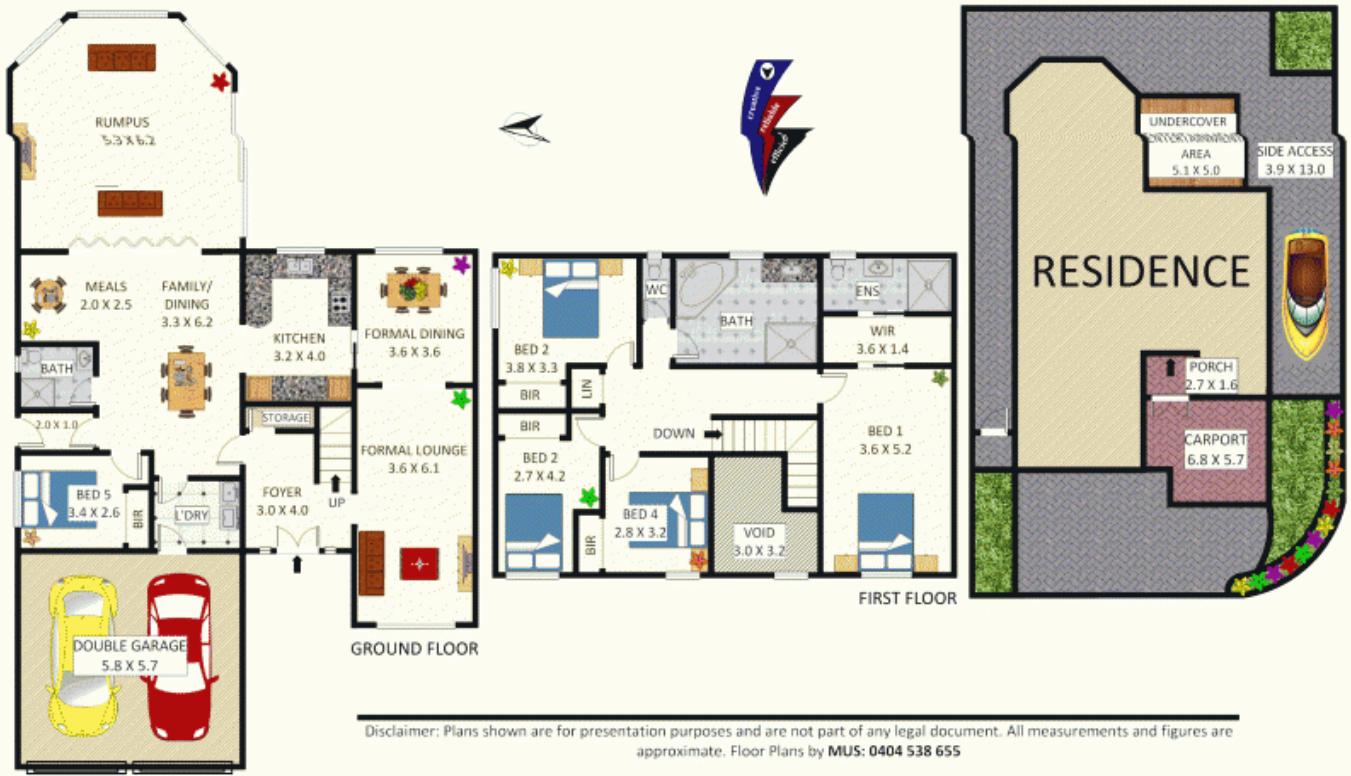 RUMPUS
5.3 X 6.2
MEALS
2.0 X 2.5
FAMILY/
DINING
3.3 X 6.2
KITCHEN
3.2 X 4.0
FORMAL DINING
3.6 X 3.6
BATH
2.0 X 1.0
STORAGE
FORMAL LOUNGE
3.6 X 6.1
BED 5
3.4 X 2.6
BIR
L'DRY
FOYER
3.0 X 4.0
UP
DOUBLE GARAGE
5.8 X 5.7
GROUND FLOOR
creative
reliable
efficient
WC
BATH
ENS
BED 2
3.8 X 3.3
BIR
LIN
WIR
3.6 X 1.4
BIR
BED 2
2.7 X 4.2
DOWN
BED 1
3.6 X 5.2
BED 4
2.8 X 3.2
BIR
VOID
3.0 X 3.2
FIRST FLOOR
UNDERCOVER
AREA
5.1 X 5.0
SIDE ACCESS
3.9 X 13.0
RESIDENCE
PORCH
2.7 X 1.6
CARPORT
6.8 X 5.7
Disclaimer: Plans shown are for presentation purposes and are not part of any legal document. All measurements and figures are
approximate. Floor Plans by MUS: 0404 538 655